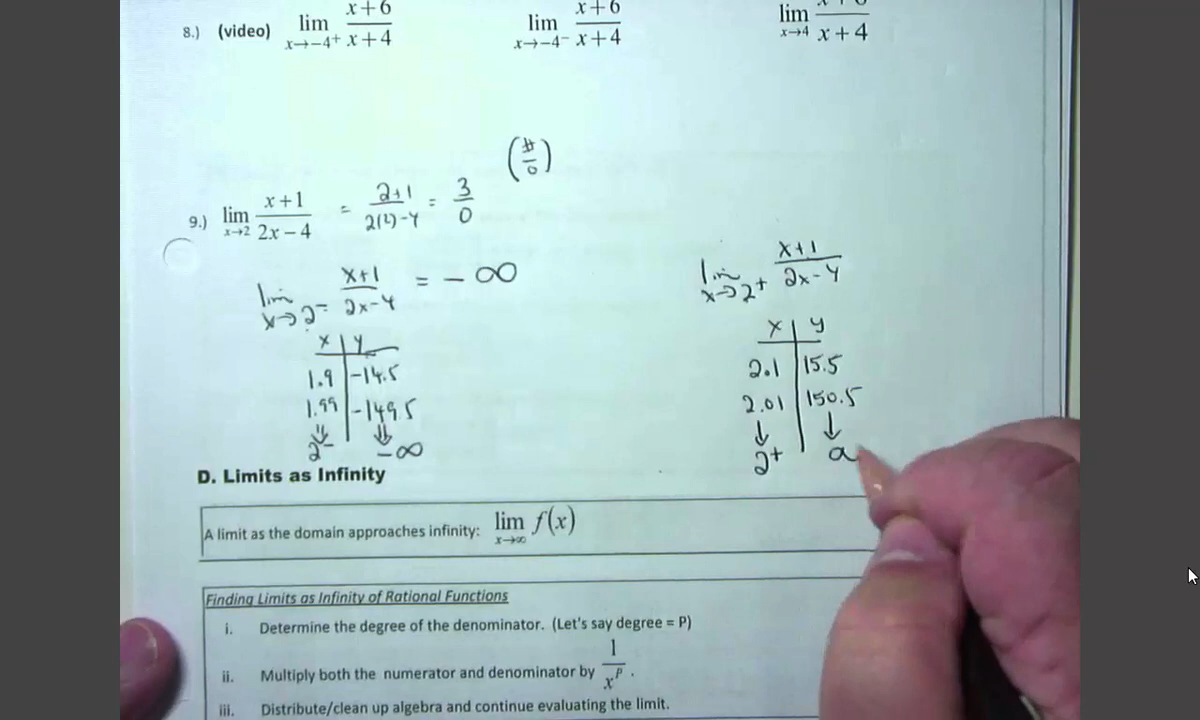 8.) (video) lim x→-4⁺ x+6/x+4 lim x→-4⁻ x+6/x+4 lim x→4 x+4
(#/0)
9.) lim x→2 x+1/2x-4 = 2+1/2(2)-4 = 3/0
lim x→2⁻ x+1/2x-4 = -∞
x | y
1.9 | -14.5
1.99 | -149.5
⇓ ⇓
2⁻ -∞
lim x→2⁺ x+1/2x-4
x | y
2.1 | 15.5
2.01 | 150.5
↓ ↓
2⁺
D. Limits as Infinity
A limit as the domain approaches infinity: lim x→∞ f(x)
Finding Limits as Infinity of Rational Functions
i. Determine the degree of the denominator. (Let's say degree = P)
ii. Multiply both the numerator and denominator by 1/xᴾ .
iii. Distribute/clean up algebra and continue evaluating the limit.